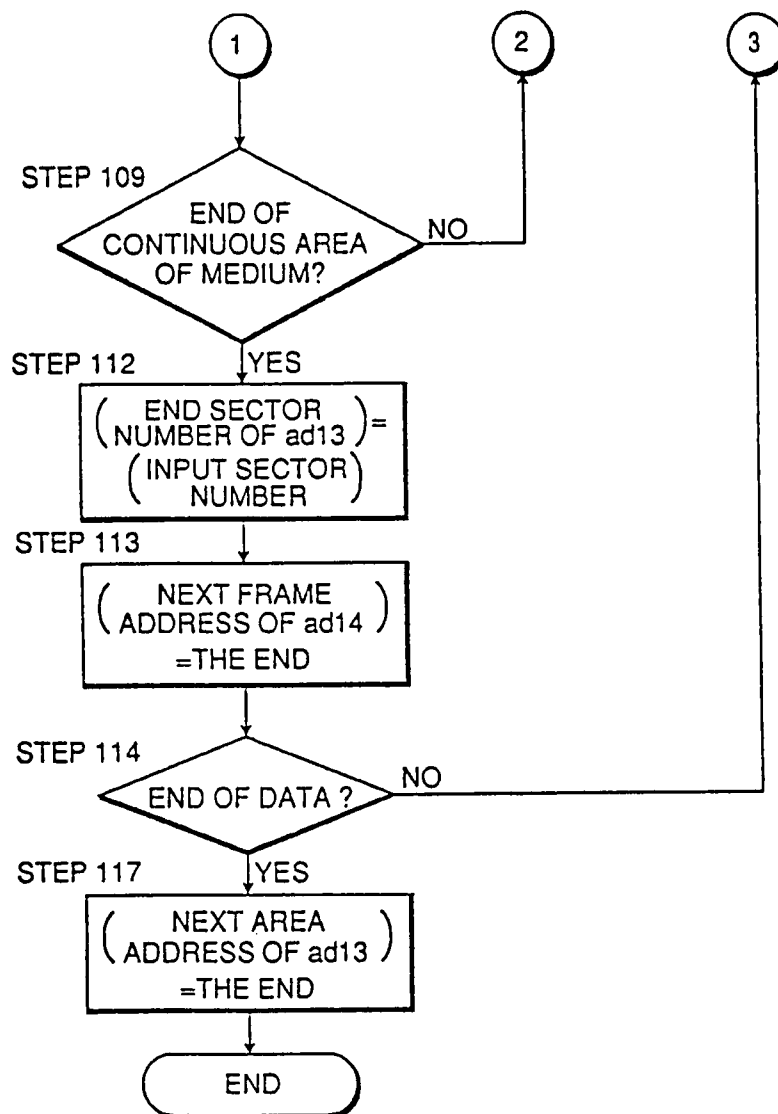 1
2
3
STEP 109
END OF
CONTINUOUS AREA
OF MEDIUM?
NO
YES
STEP 112
( END SECTOR
NUMBER OF ad13 ) =
( INPUT SECTOR
NUMBER )
STEP 113
( NEXT FRAME
ADDRESS OF ad14 )
=THE END
STEP 114
END OF DATA ?
NO
YES
STEP 117
( NEXT AREA
ADDRESS OF ad13 )
=THE END
END